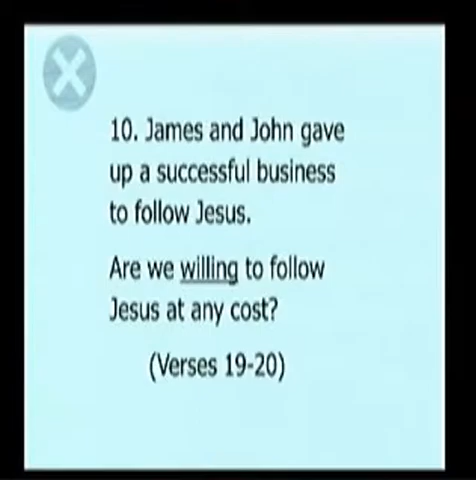 10. James and John gave
up a successful business
to follow Jesus.
Are we willing to follow
Jesus at any cost?
(Verses 19-20)